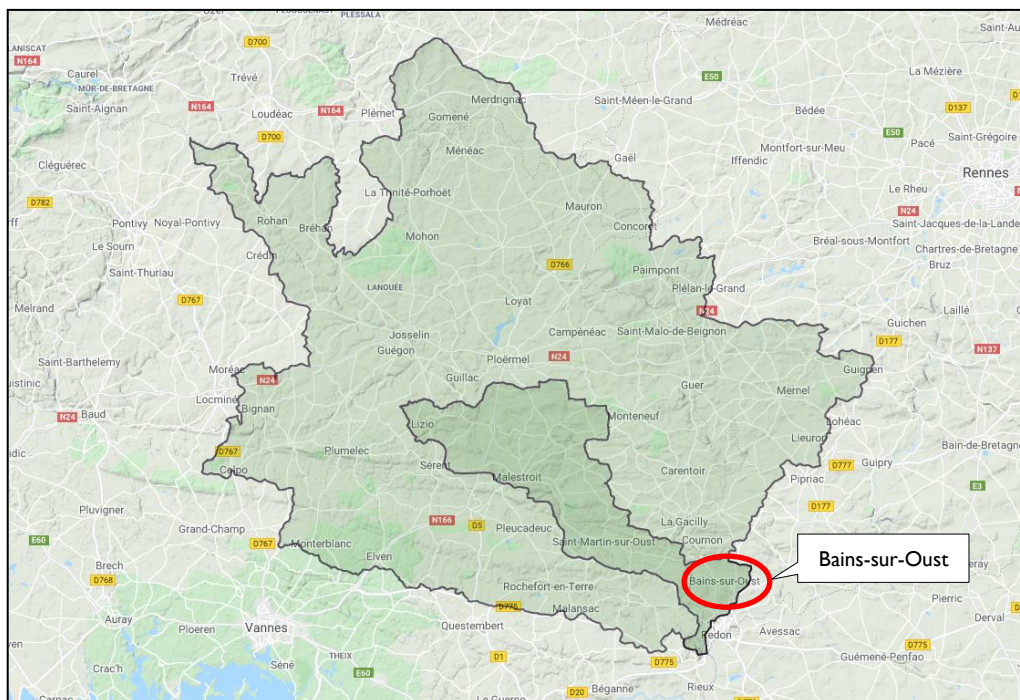 PLESSALA
Médréac
LANISCAT
N164
D700
Saint-Au
E50
La Mézière
Caurel
Trévé
MÛR-DE-BRETAGNE
Saint-Aignan
N164
Loudéac
N164
Plémet
Merdrignac
Saint-Méen-le-Grand
Bédée
D137
Gomené
D700
E50
Saint-Grégoire
Pacé
Montfort-sur-Meu
Ménéac
Gaël
Iffendic
Cléguérec
Rennes
La Trinité-Porhoët
Le Rheu
D782
Mauron
N24
Pontivy
Noyal-Pontivy
Rohan
Bréhan
Concoret
Saint-Jacques-de-la-Lande
Le Sourn
Mohon
Bréal-sous-Montfort
Chartres-de-Bretagne
Crédin
D766
Paimpont
Bruz
Saint-Thuriau
Plélan-le-Grand
LANOUÉE
D767
Loyat
N24
Laillé
Melrand
Guichen
Josselin
Campénéac
Saint-Malo-de-Beignon
D177
N137
Guégon
Ploërmel
N24
Saint-Barthelemy
Moréac
Guillac
Guer
Guignen
N24
Mernel
Locminé
N24
Baud
Bignan
Monteneuf
Lohéac
Lizio
Lieuron
Bain-de-Bretagne
D767
Plumelec
Sérent
Carentoir
D777
Guipry
Colpo
Malestroit
Pipriac
E3
Pluvigner
D177
Grand-Champ
N166
D5
Pleucadeuc
La Gacilly
E60
D767
Monterblanc
Saint-Martin-sur-Oust
Cournon
Elven
Bains-sur-Oust
Brech
D768
Rochefort-en-Terre
Bains-sur-Oust
Pierric
D775
Malansac
Auray
Vannes
Questembert
Redon
Avessac
Derval
Ploeren
D775
THEIX
D1
D775
Guémené-Penfao
Crac'h
Séné
E60
Rieux
Carnac
Le Guerno
D20
Béganne